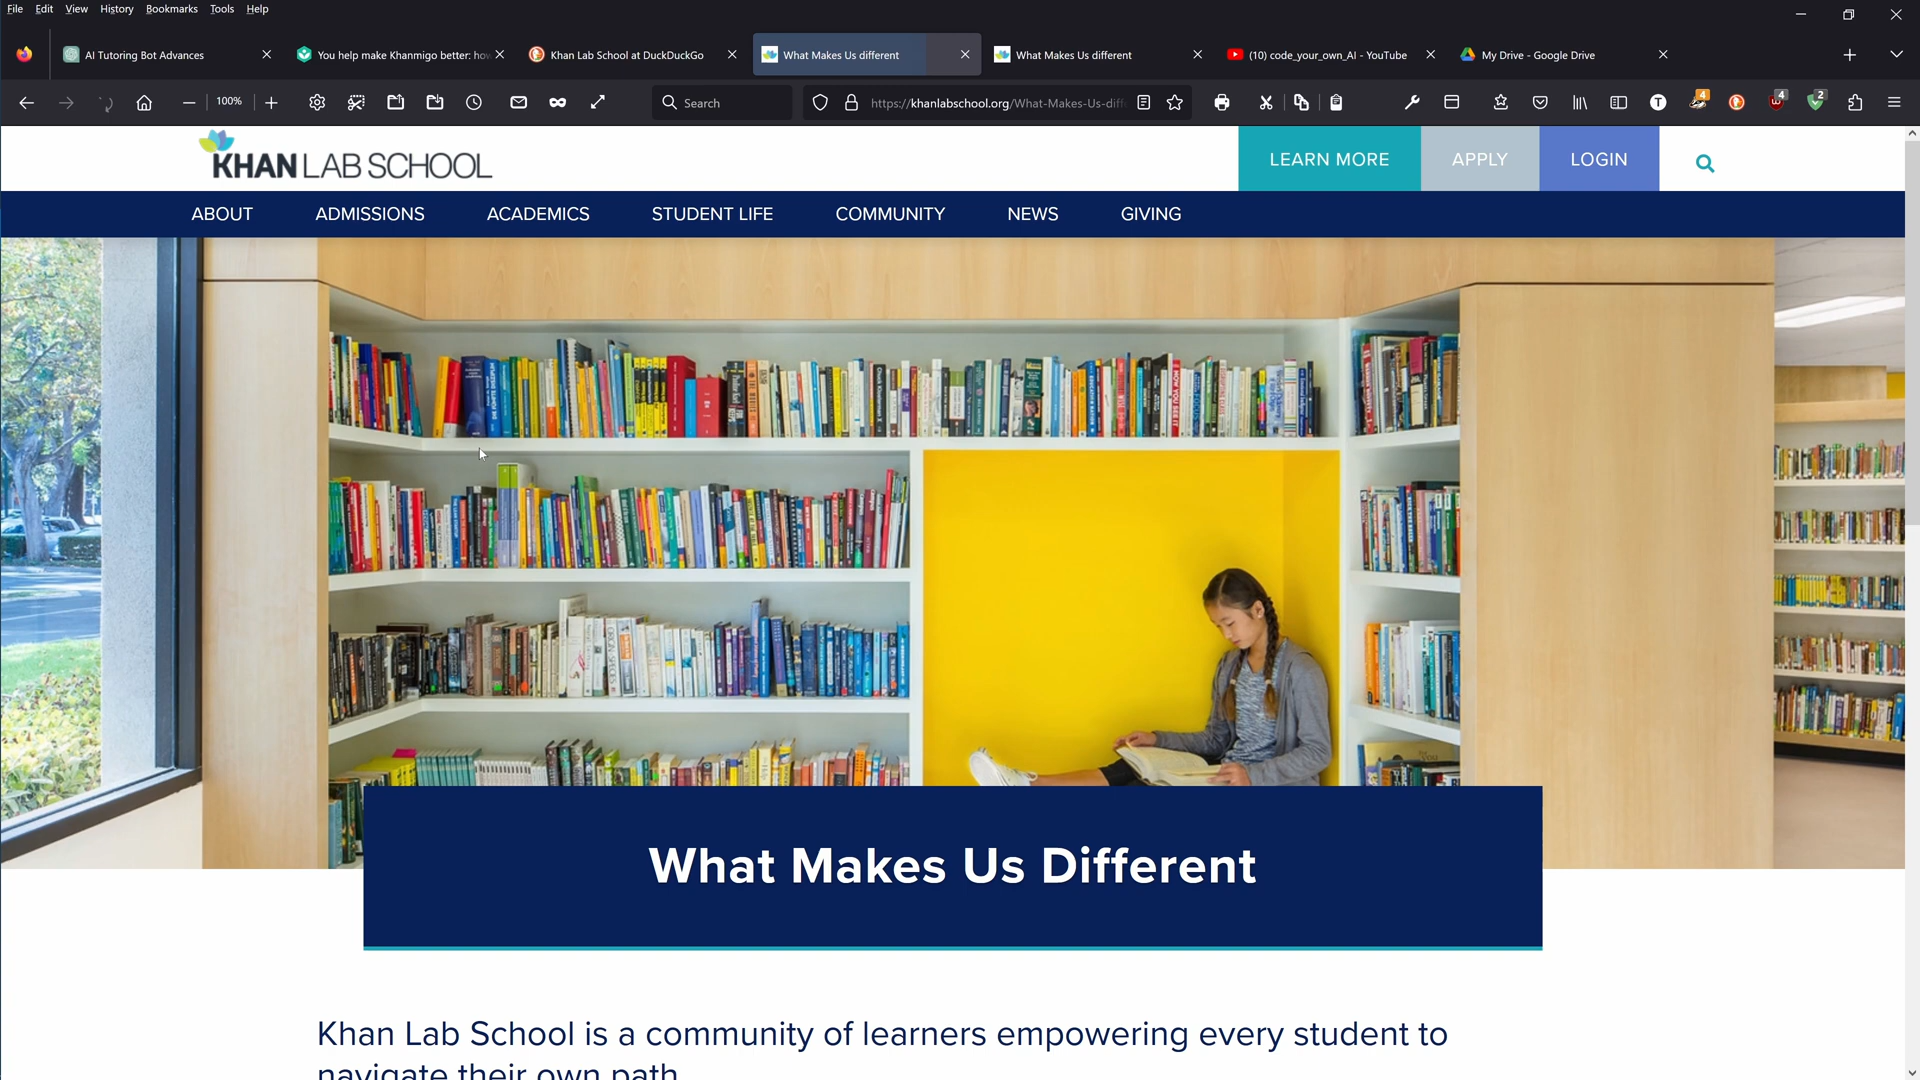 File Edit View History Bookmarks Tools Help
AI Tutoring Bot Advances
You help make Khanmigo better: how
Khan Lab School at DuckDuckGo
What Makes Us different
What Makes Us different
(10) code_your_own_AI - YouTube
My Drive - Google Drive
100%
Search
https://khanlabschool.org/What-Makes-Us-diff
T
4
4
2
KHAN LAB SCHOOL
LEARN MORE
APPLY
LOGIN
ABOUT ADMISSIONS ACADEMICS STUDENT LIFE COMMUNITY NEWS GIVING
What Makes Us Different
Khan Lab School is a community of learners empowering every student to
navigate their own path